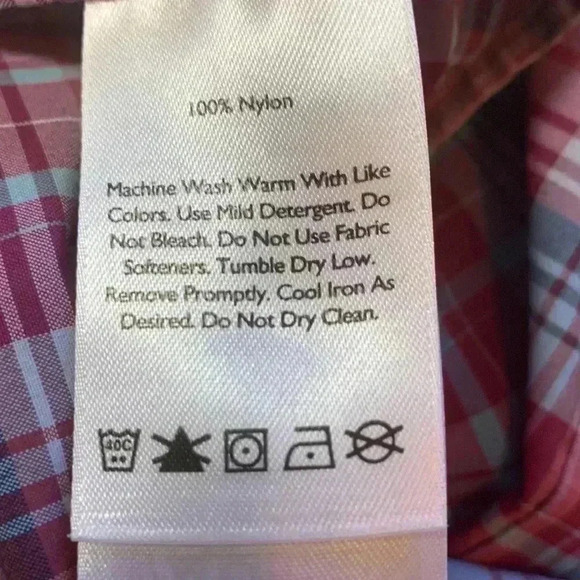 100% Nylon
Machine Wash Warm With Like
Colors. Use Mild Detergent. Do
Not Bleach. Do Not Use Fabric
Softeners. Tumble Dry Low.
Remove Promptly. Cool Iron As
Desired. Do Not Dry Clean.
40C